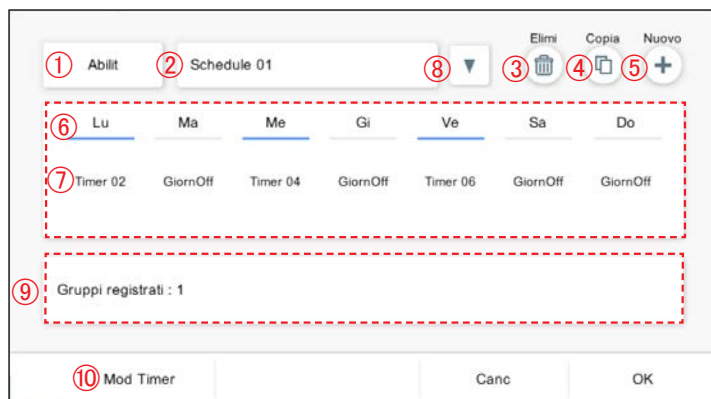 Elimi Copia Nuovo
① Abilit ② Schedule 01 ⑧ ▼ ③ ④ ⑤ +
⑥ Lu Ma Me Gi Ve Sa Do
⑦ Timer 02 GiornOff Timer 04 GiornOff Timer 06 GiornOff GiornOff
⑨ Gruppi registrati : 1
⑩ Mod Timer Canc OK